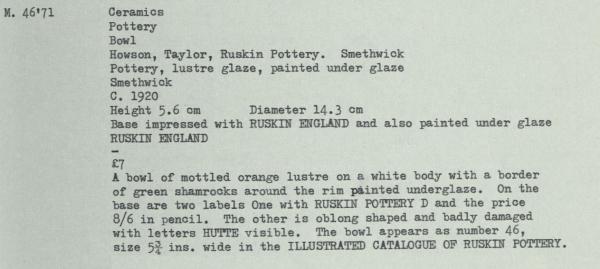 M. 46'71 Ceramics
Pottery
Bowl
Howson, Taylor, Ruskin Pottery. Smethwick
Pottery, lustre glaze, painted under glaze
Smethwick
C. 1920
Height 5.6 cm Diameter 14.3 cm
Base impressed with RUSKIN ENGLAND and also painted under glaze
RUSKIN ENGLAND
-
£7
A bowl of mottled orange lustre on a white body with a border
of green shamrocks around the rim painted underglaze. On the
base are two labels One with RUSKIN POTTERY D and the price
8/6 in pencil. The other is oblong shaped and badly damaged
with letters HUTTE visible. The bowl appears as number 46,
size 5¾ ins. wide in the ILLUSTRATED CATALOGUE OF RUSKIN POTTERY.